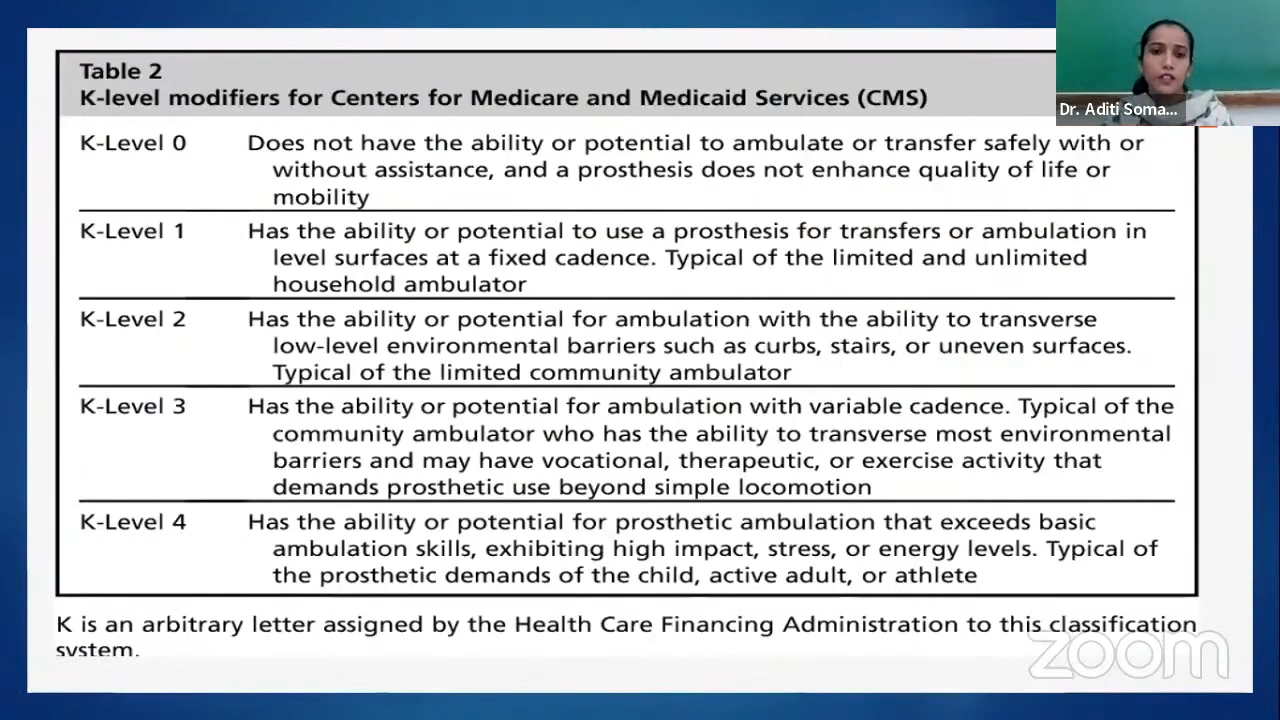 Table 2
K-level modifiers for Centers for Medicare and Medicaid Services (CMS)
Dr. Aditi Soma...
K-Level 0 Does not have the ability or potential to ambulate or transfer safely with or
without assistance, and a prosthesis does not enhance quality of life or
mobility
K-Level 1 Has the ability or potential to use a prosthesis for transfers or ambulation in
level surfaces at a fixed cadence. Typical of the limited and unlimited
household ambulator
K-Level 2 Has the ability or potential for ambulation with the ability to transverse
low-level environmental barriers such as curbs, stairs, or uneven surfaces.
Typical of the limited community ambulator
K-Level 3 Has the ability or potential for ambulation with variable cadence. Typical of the
community ambulator who has the ability to transverse most environmental
barriers and may have vocational, therapeutic, or exercise activity that
demands prosthetic use beyond simple locomotion
K-Level 4 Has the ability or potential for prosthetic ambulation that exceeds basic
ambulation skills, exhibiting high impact, stress, or energy levels. Typical of
the prosthetic demands of the child, active adult, or athlete
K is an arbitrary letter assigned by the Health Care Financing Administration to this classification
system.
zoom